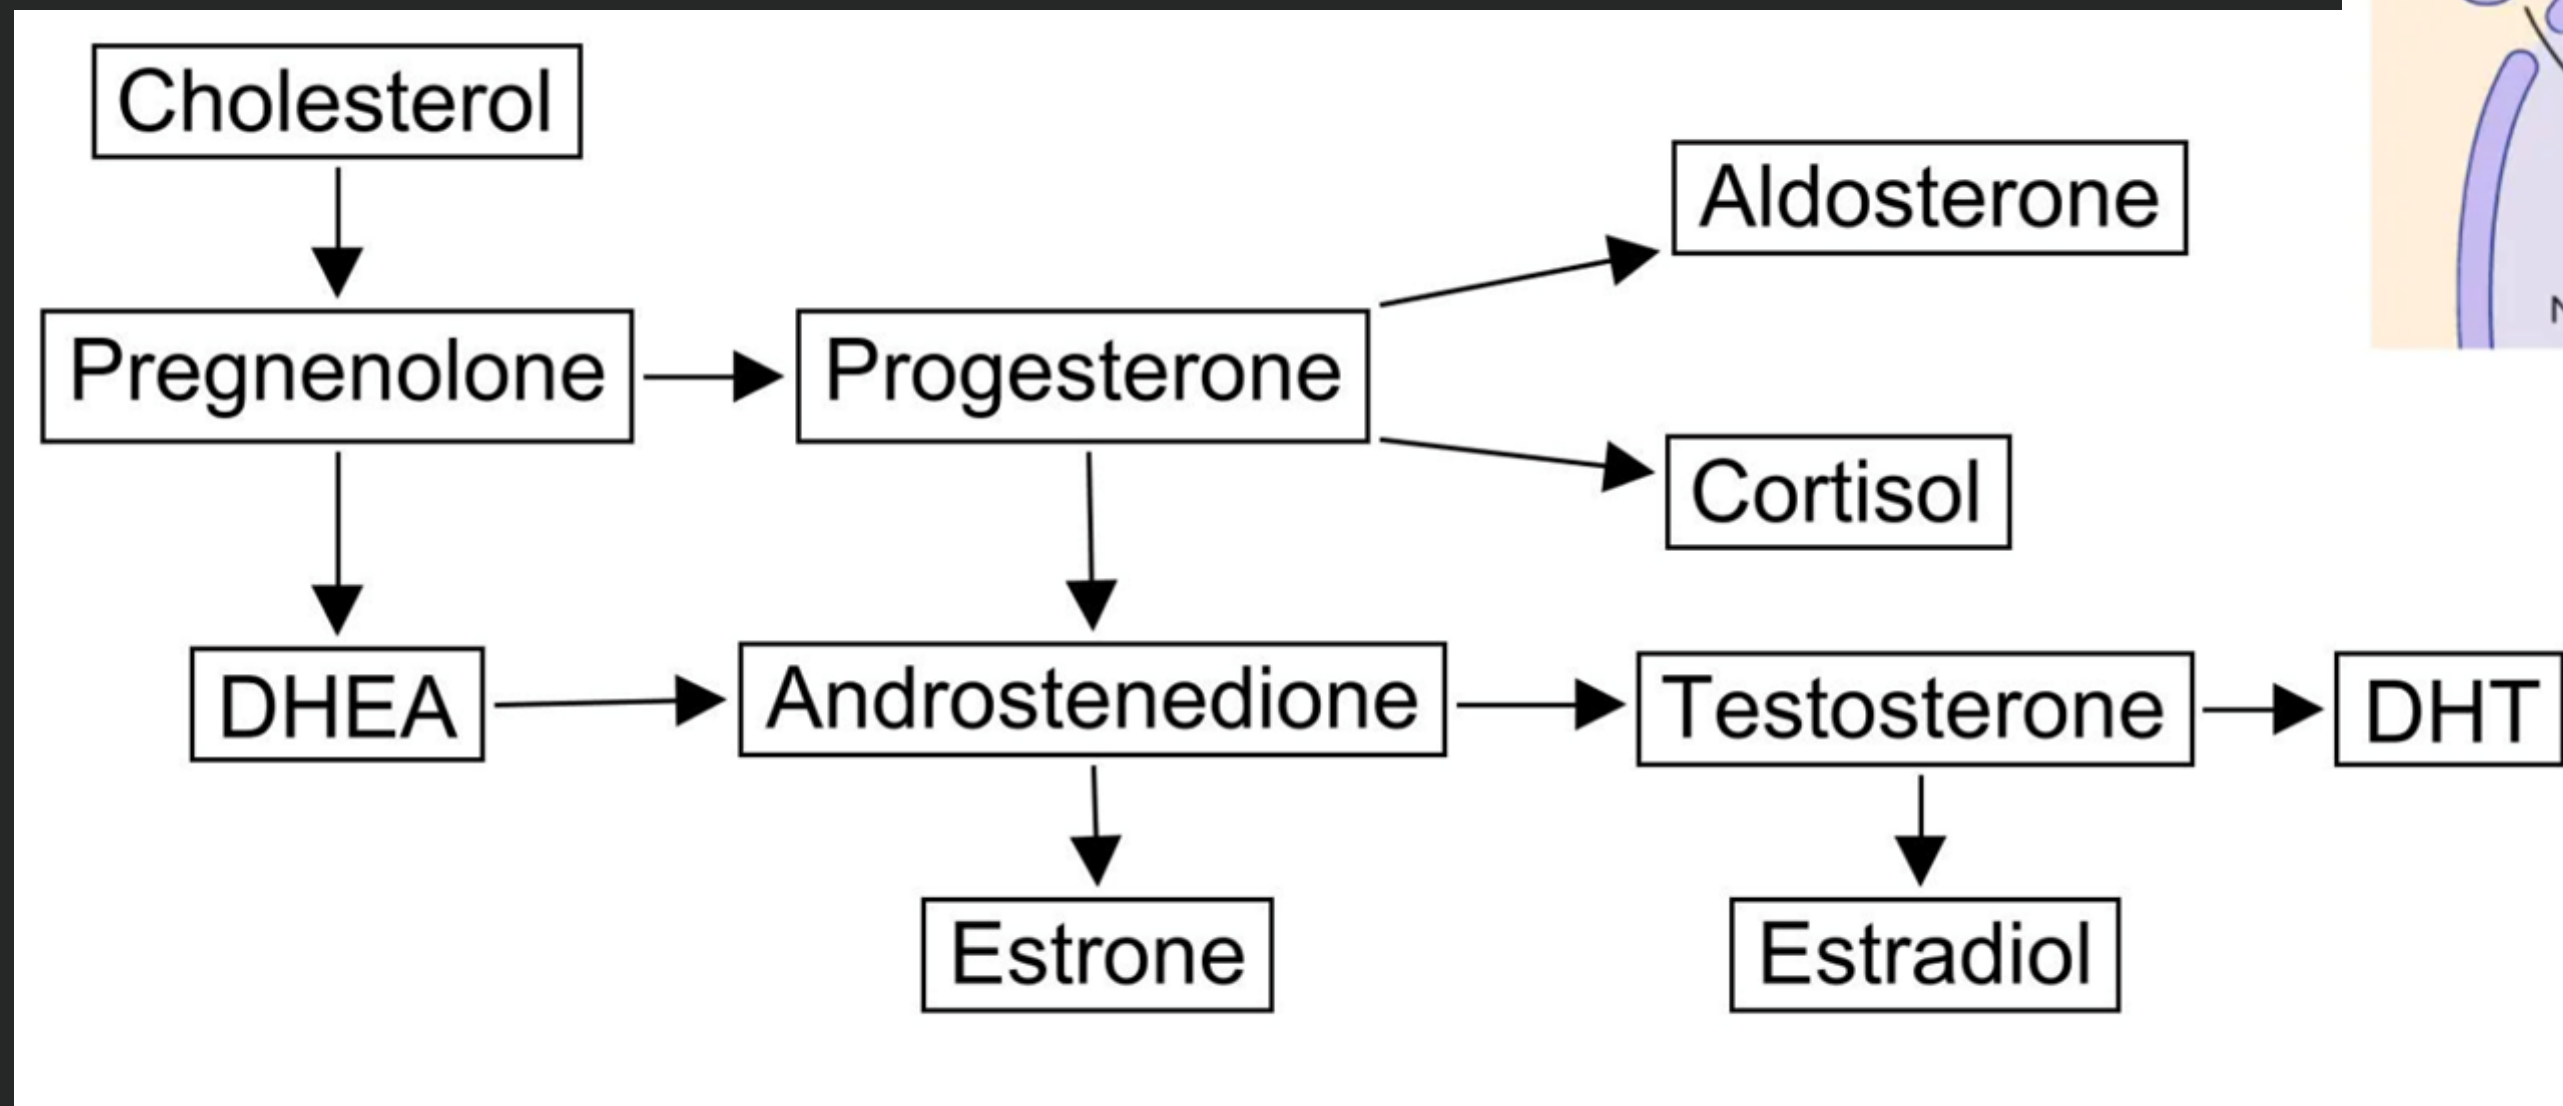 Cholesterol
Aldosterone
Pregnenolone
Progesterone
Cortisol
DHEA
Androstenedione
Testosterone
DHT
Estrone
Estradiol